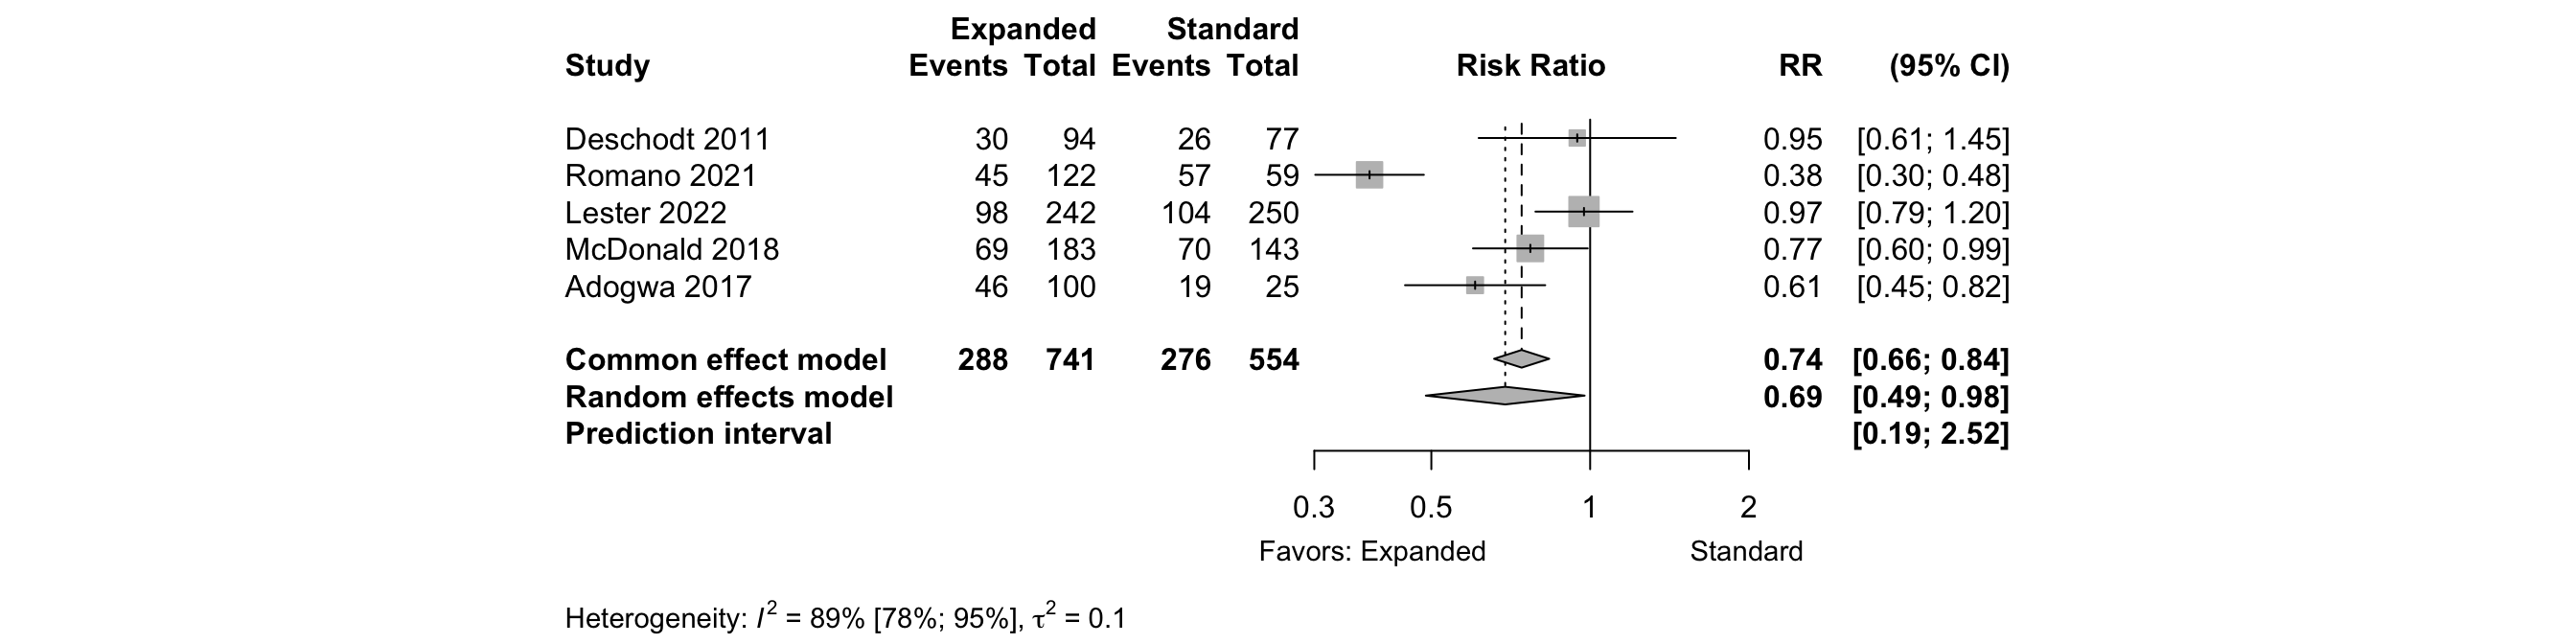 Expanded Standard
Study Events Total Events Total Risk Ratio RR (95% CI)
Deschodt 2011 30 94 26 77 0.95 [0.61; 1.45]
Romano 2021 45 122 57 59 0.38 [0.30; 0.48]
Lester 2022 98 242 104 250 0.97 [0.79; 1.20]
McDonald 2018 69 183 70 143 0.77 [0.60; 0.99]
Adogwa 2017 46 100 19 25 0.61 [0.45; 0.82]
Common effect model 288 741 276 554 0.74 [0.66; 0.84]
Random effects model 0.69 [0.49; 0.98]
Prediction interval [0.19; 2.52]
0.3 0.5 1 2
Favors: Expanded Standard
Heterogeneity: I² = 89% [78%; 95%], τ² = 0.1